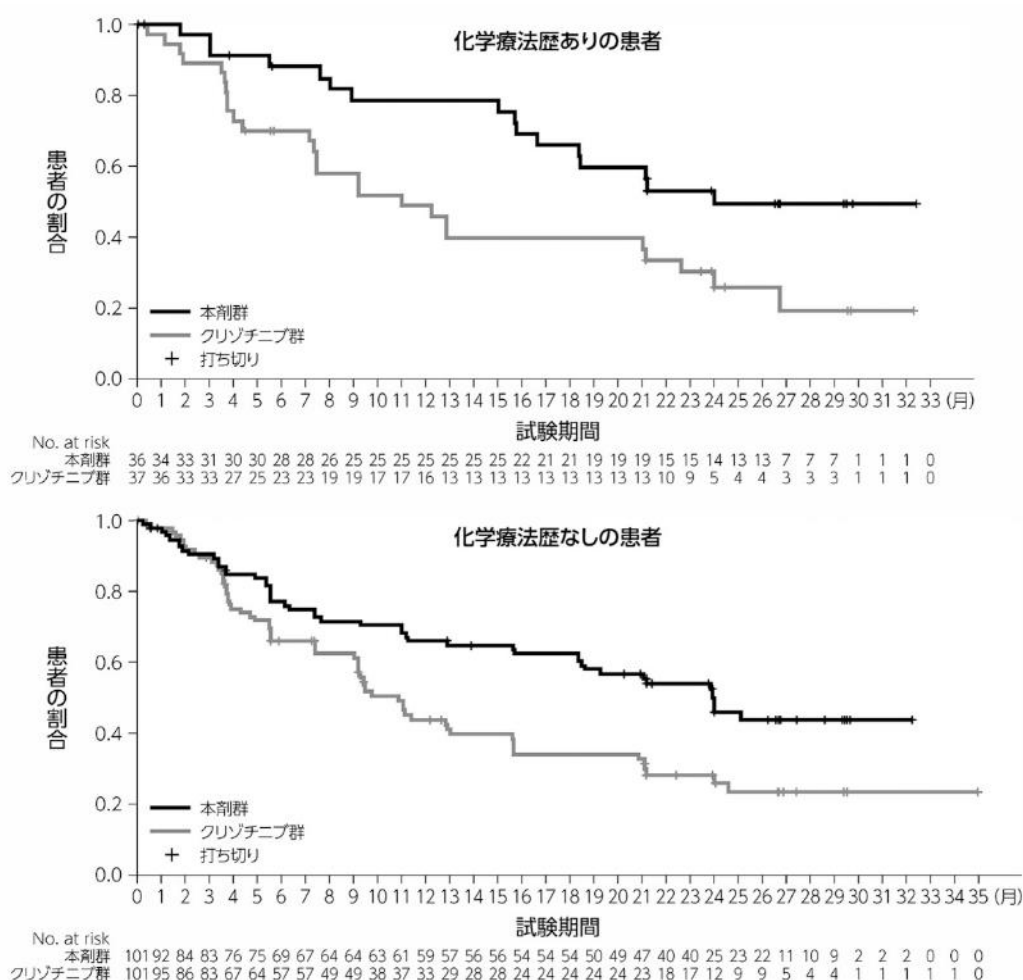 化学療法歴ありの患者
1.0
0.8
0.6
0.4
0.2
0.0
患者の割合
本剤群
クリゾチニブ群
打ち切り
0 1 2 3 4 5 6 7 8 9 10 11 12 13 14 15 16 17 18 19 20 21 22 23 24 25 26 27 28 29 30 31 32 33 (月)
試験期間
No. at risk
本剤群 36 34 33 31 30 30 28 28 26 25 25 25 25 25 25 25 22 21 21 19 19 19 15 15 14 13 13 7 7 7 1 1 1 0
クリゾチニブ群 37 36 33 33 27 25 23 23 19 19 17 17 16 13 13 13 13 13 13 13 13 13 10 9 5 4 4 3 3 3 1 1 1 0
化学療法歴なしの患者
1.0
0.8
0.6
0.4
0.2
0.0
患者の割合
本剤群
クリゾチニブ群
打ち切り
0 1 2 3 4 5 6 7 8 9 10 11 12 13 14 15 16 17 18 19 20 21 22 23 24 25 26 27 28 29 30 31 32 33 34 35 (月)
試験期間
No. at risk
本剤群 101 92 84 83 76 75 69 67 64 64 63 61 59 57 56 56 54 54 54 50 49 47 40 40 25 23 22 11 10 9 2 2 2 0 0 0
クリゾチニブ群 101 95 86 83 67 64 57 57 49 49 38 37 33 29 28 28 24 24 24 24 24 23 18 17 12 9 9 5 4 4 1 1 1 1 1 0